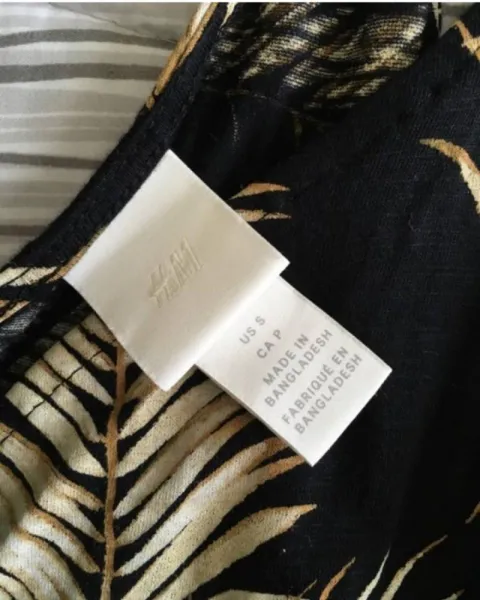 H&M
US S
CA P
MADE IN
BANGLADESH
FABRIQUÉ EN
BANGLADESH